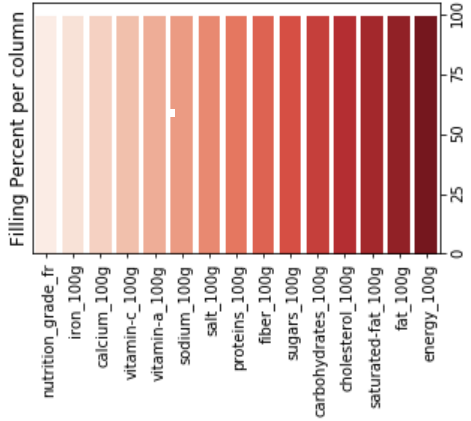 Filling Percent per column
100
75
50
25
0
nutrition_grade_fr
iron_100g
calcium_100g
vitamin-c_100g
vitamin-a_100g
sodium_100g
salt_100g
proteins_100g
fiber_100g
sugars_100g
carbohydrates_100g
cholesterol_100g
saturated-fat_100g
fat_100g
energy_100g